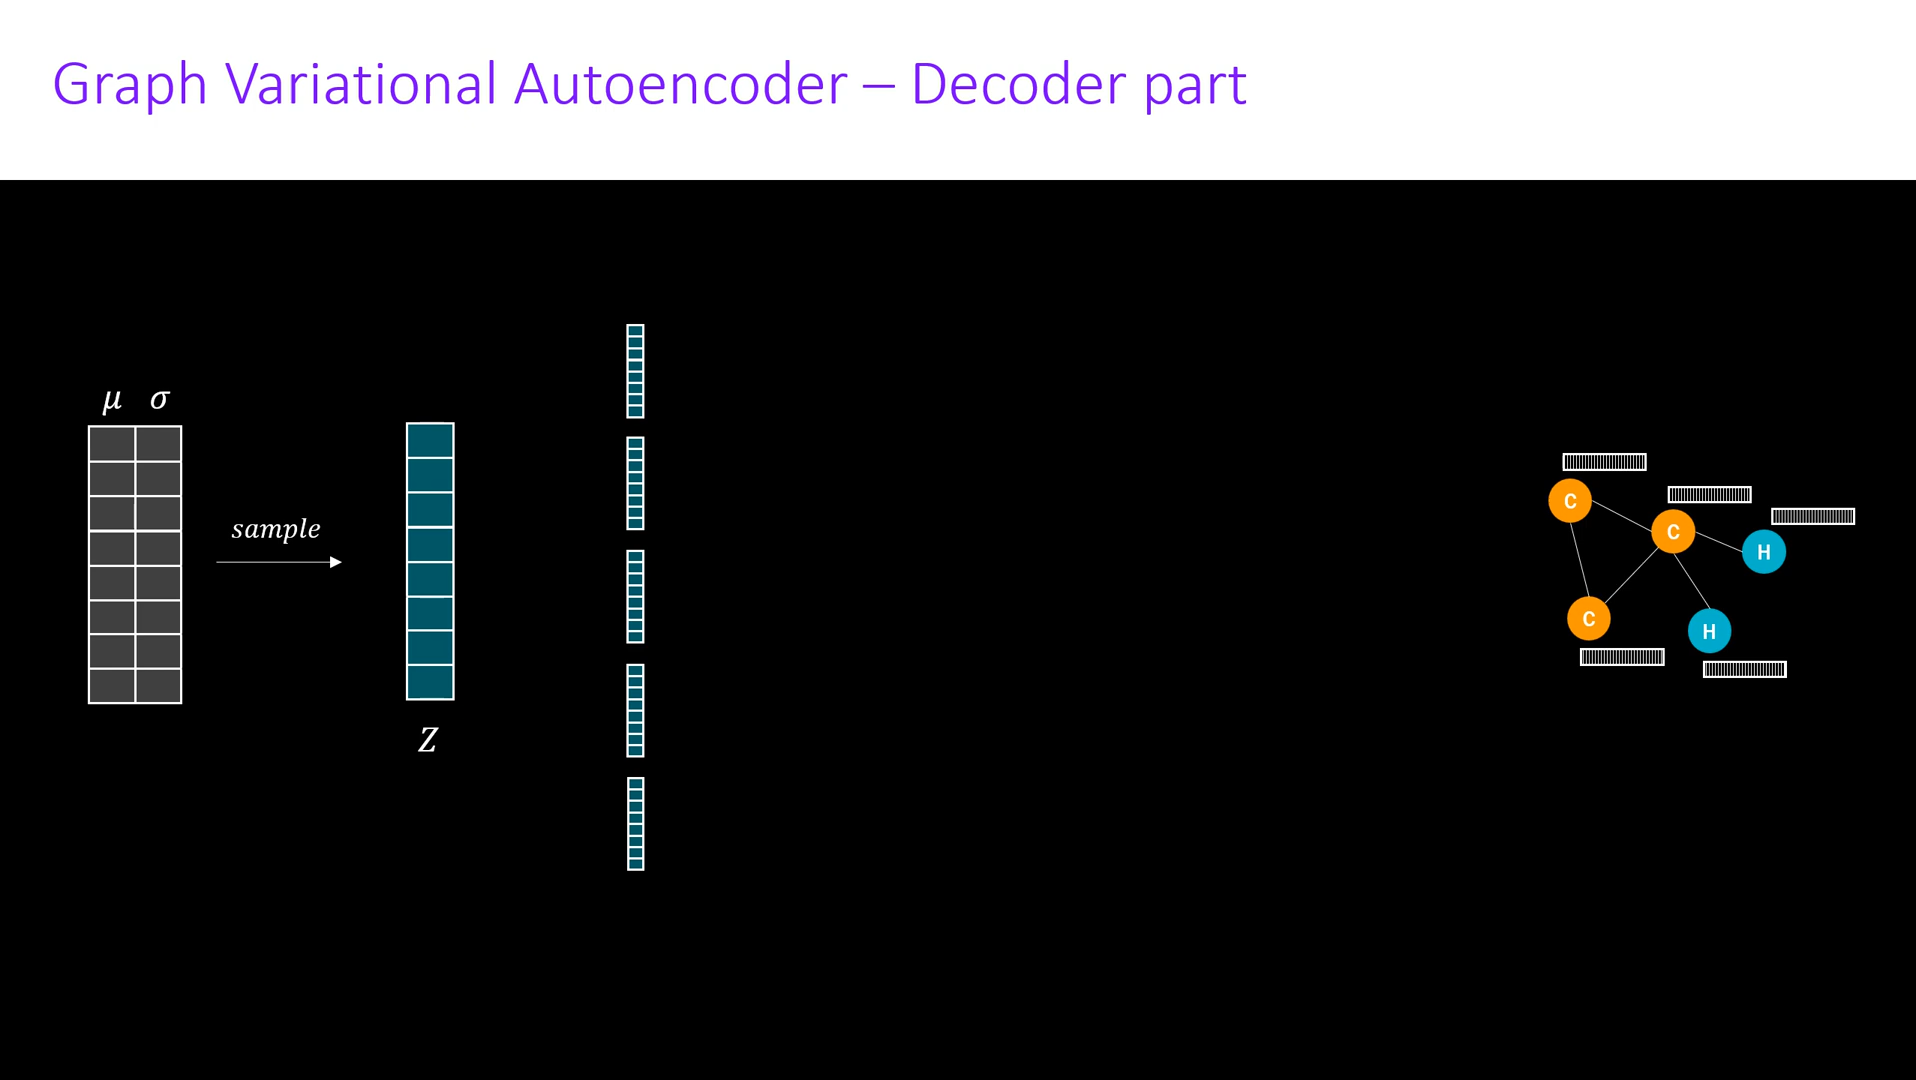 Graph Variational Autoencoder – Decoder part
μ σ
sample
Z
C
C
H
C
H